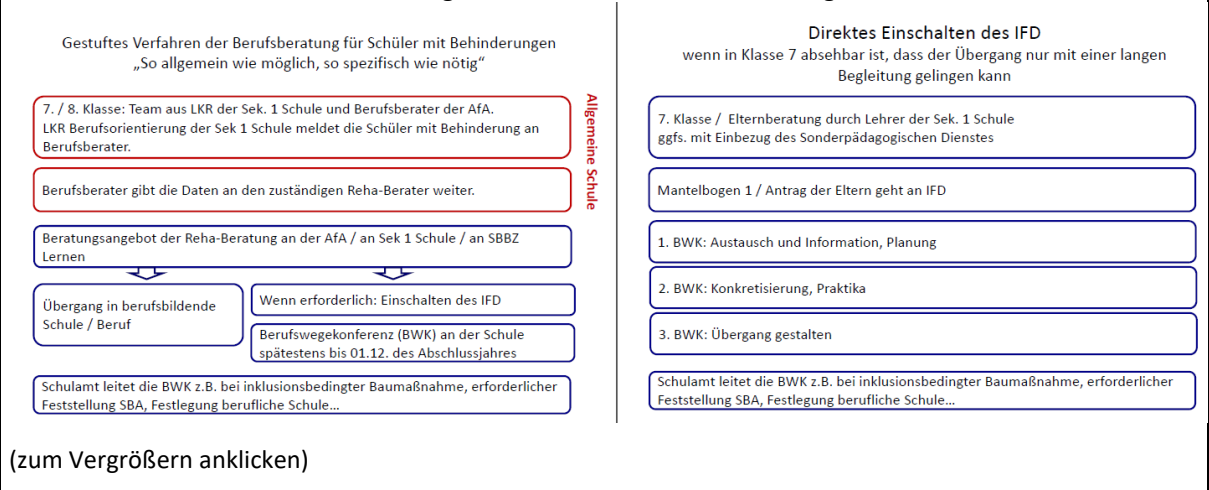 Gestuftes Verfahren der Berufsberatung für Schüler mit Behinderungen
„So allgemein wie möglich, so spezifisch wie nötig“
7. / 8. Klasse: Team aus LKR der Sek. 1 Schule und Berufsberater der AfA.
LKR Berufsorientierung der Sek 1 Schule meldet die Schüler mit Behinderung an
Berufsberater.
Berufsberater gibt die Daten an den zuständigen Reha-Berater weiter.
Allgemeine Schule
Beratungsangebot der Reha-Beratung an der AfA / an Sek 1 Schule / an SBBZ
Lernen
Übergang in berufsbildende
Schule / Beruf
Wenn erforderlich: Einschalten des IFD
Berufswegekonferenz (BWK) an der Schule
spätestens bis 01.12. des Abschlussjahres
Schulamt leitet die BWK z.B. bei inklusionsbedingter Baumaßnahme, erforderlicher
Feststellung SBA, Festlegung berufliche Schule...
Direktes Einschalten des IFD
wenn in Klasse 7 absehbar ist, dass der Übergang nur mit einer langen
Begleitung gelingen kann
7. Klasse / Elternberatung durch Lehrer der Sek. 1 Schule
ggfs. mit Einbezug des Sonderpädagogischen Dienstes
Mantelbogen 1 / Antrag der Eltern geht an IFD
1. BWK: Austausch und Information, Planung
2. BWK: Konkretisierung, Praktika
3. BWK: Übergang gestalten
Schulamt leitet die BWK z.B. bei inklusionsbedingter Baumaßnahme, erforderlicher
Feststellung SBA, Festlegung berufliche Schule...
(zum Vergrößern anklicken)